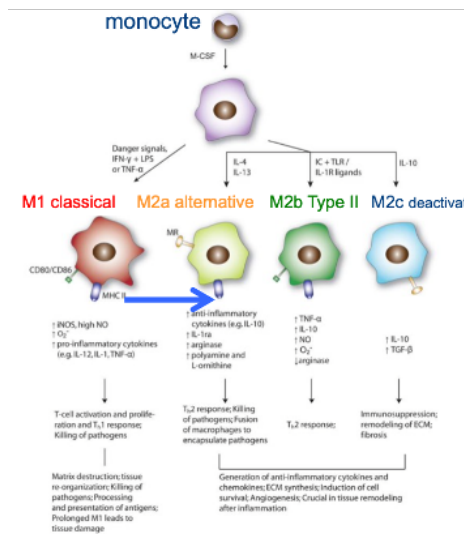 monocyte
M-CSF
Danger signals,
IFN-γ + LPS
or TNF-α
IL-4
IL-13
IC + TLR /
IL-1R ligands
IL-10
M1 classical
M2a alternative
M2b Type II
M2c deactivat
MR
CD80/CD86
MHC II
↑ iNOS, high NO
↑ O₂⁻
↑ pro-inflammatory cytokines
(e.g. IL-12, IL-1, TNF-α)
↑ anti-inflammatory
cytokines (e.g. IL-10)
↑ IL-1ra
↑ arginase
↑ polyamine and
L-ornithine
↑ TNF-α
↑ IL-10
↑ NO
↑ O₂⁻
↓arginase
↑ IL-10
↑ TGF-β
T-cell activation and prolife-
ration and Tₕ1 response;
Killing of pathogens
Tₕ2 response; Killing
of pathogens; Fusion
of macrophages to
encapsulate pathogens
Tₕ2 response;
Immunosuppression;
remodeling of ECM;
fibrosis
Matrix destruction; tissue
re-organization; Killing of
pathogens; Processing
and presentation of antigens;
Prolonged M1 leads to
tissue damage
Generation of anti-inflammatory cytokines and
chemokines; ECM synthesis; Induction of cell
survival; Angiogenesis; Crucial in tissue remodeling
after inflammation